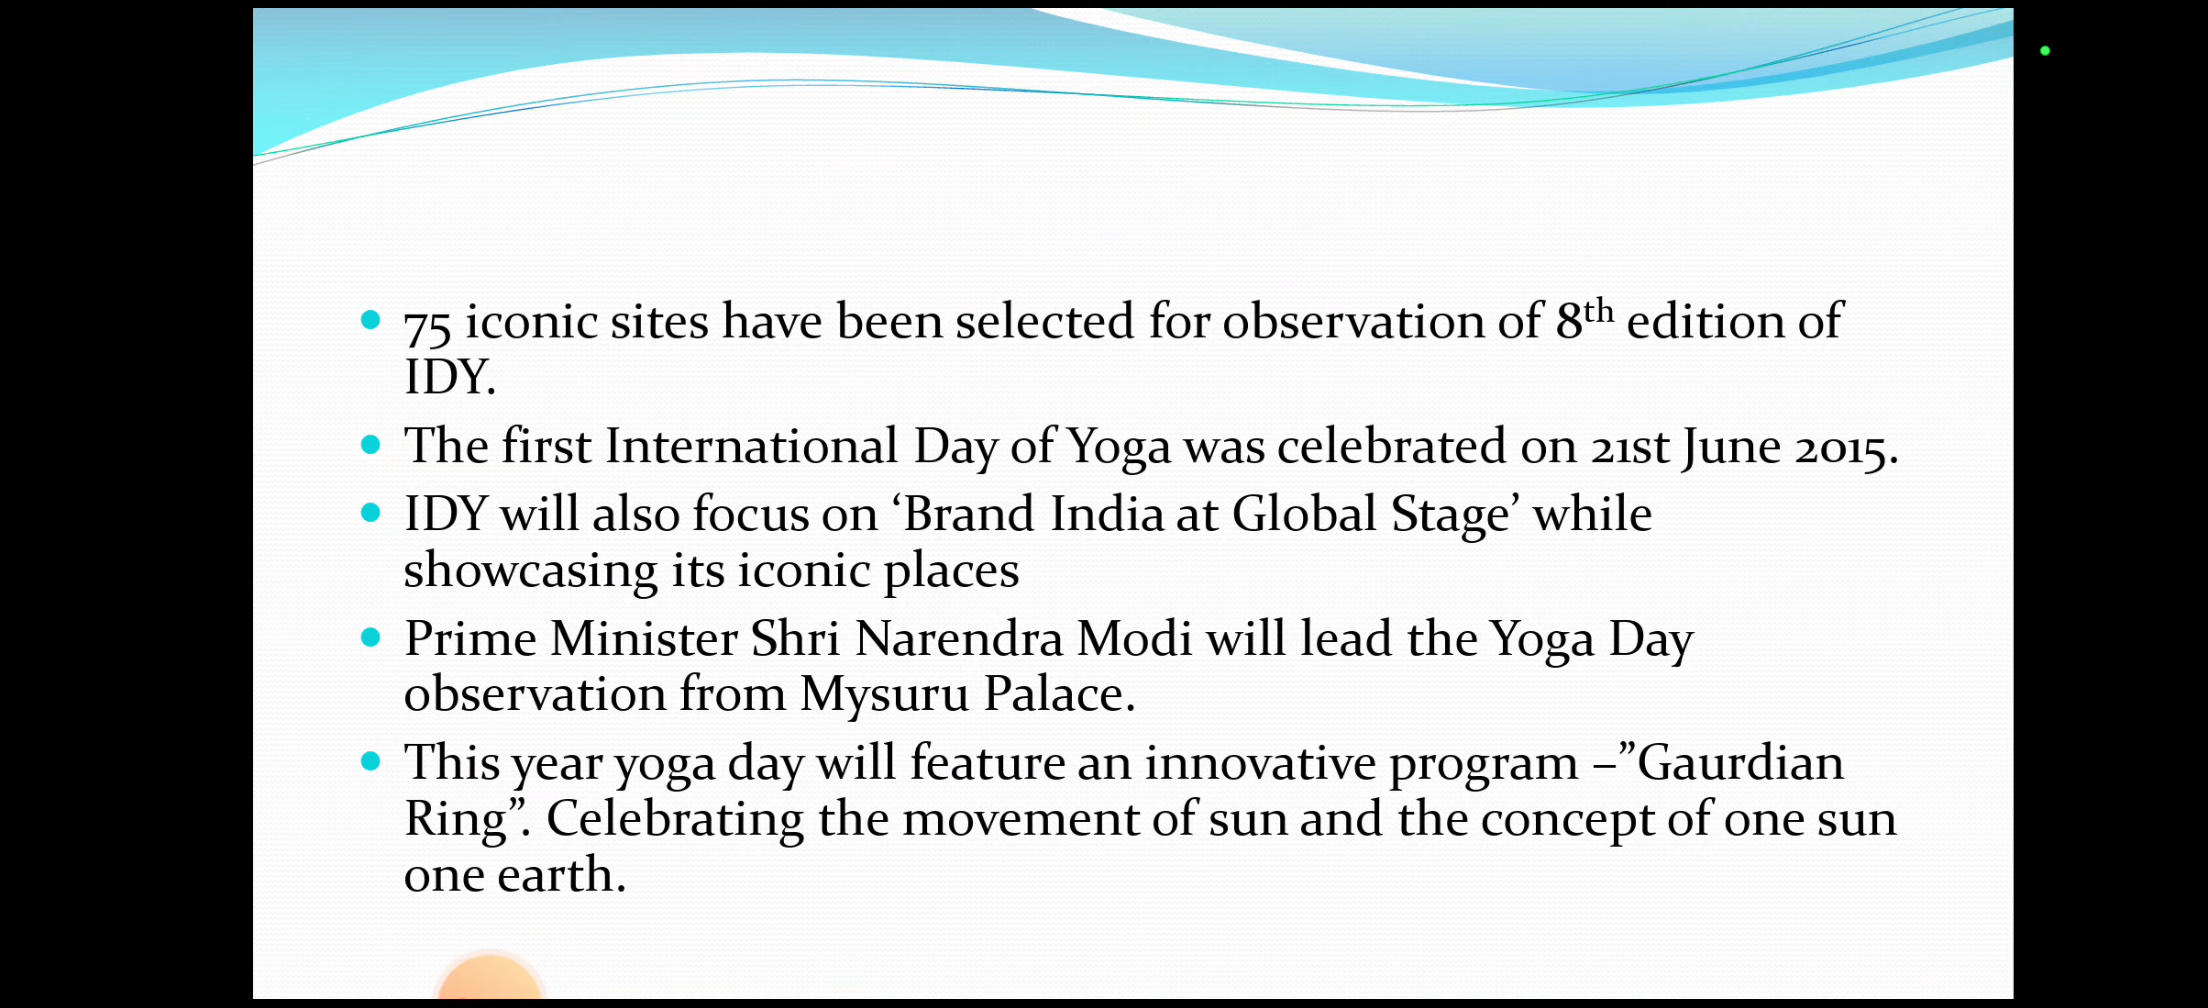 75 iconic sites have been selected for observation of 8th edition of
IDY.
The first International Day of Yoga was celebrated on 21st June 2015.
IDY will also focus on ‘Brand India at Global Stage’ while
showcasing its iconic places
Prime Minister Shri Narendra Modi will lead the Yoga Day
observation from Mysuru Palace.
This year yoga day will feature an innovative program –”Gaurdian
Ring”. Celebrating the movement of sun and the concept of one sun
one earth.